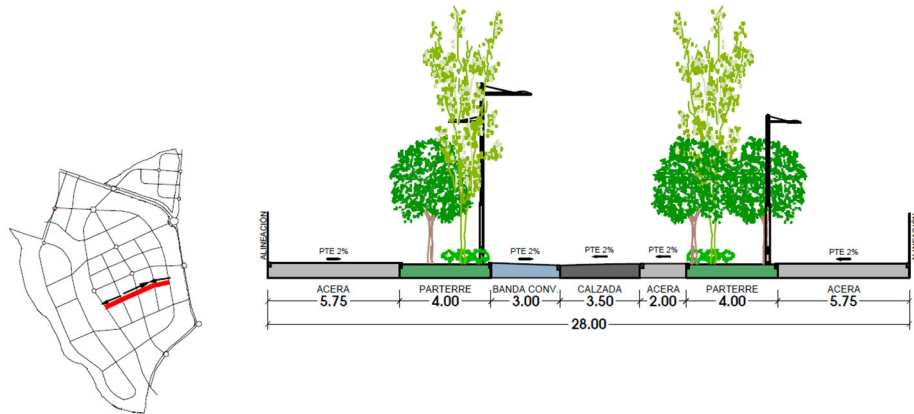 ALINEACIÓN
PTE 2% PTE 2% PTE 2% PTE 2% PTE 2%
ACERA PARTERRE BANDA CONV. CALZADA ACERA PARTERRE ACERA
5.75 4.00 3.00 3.50 2.00 4.00 5.75
28.00
ALINEACIÓN